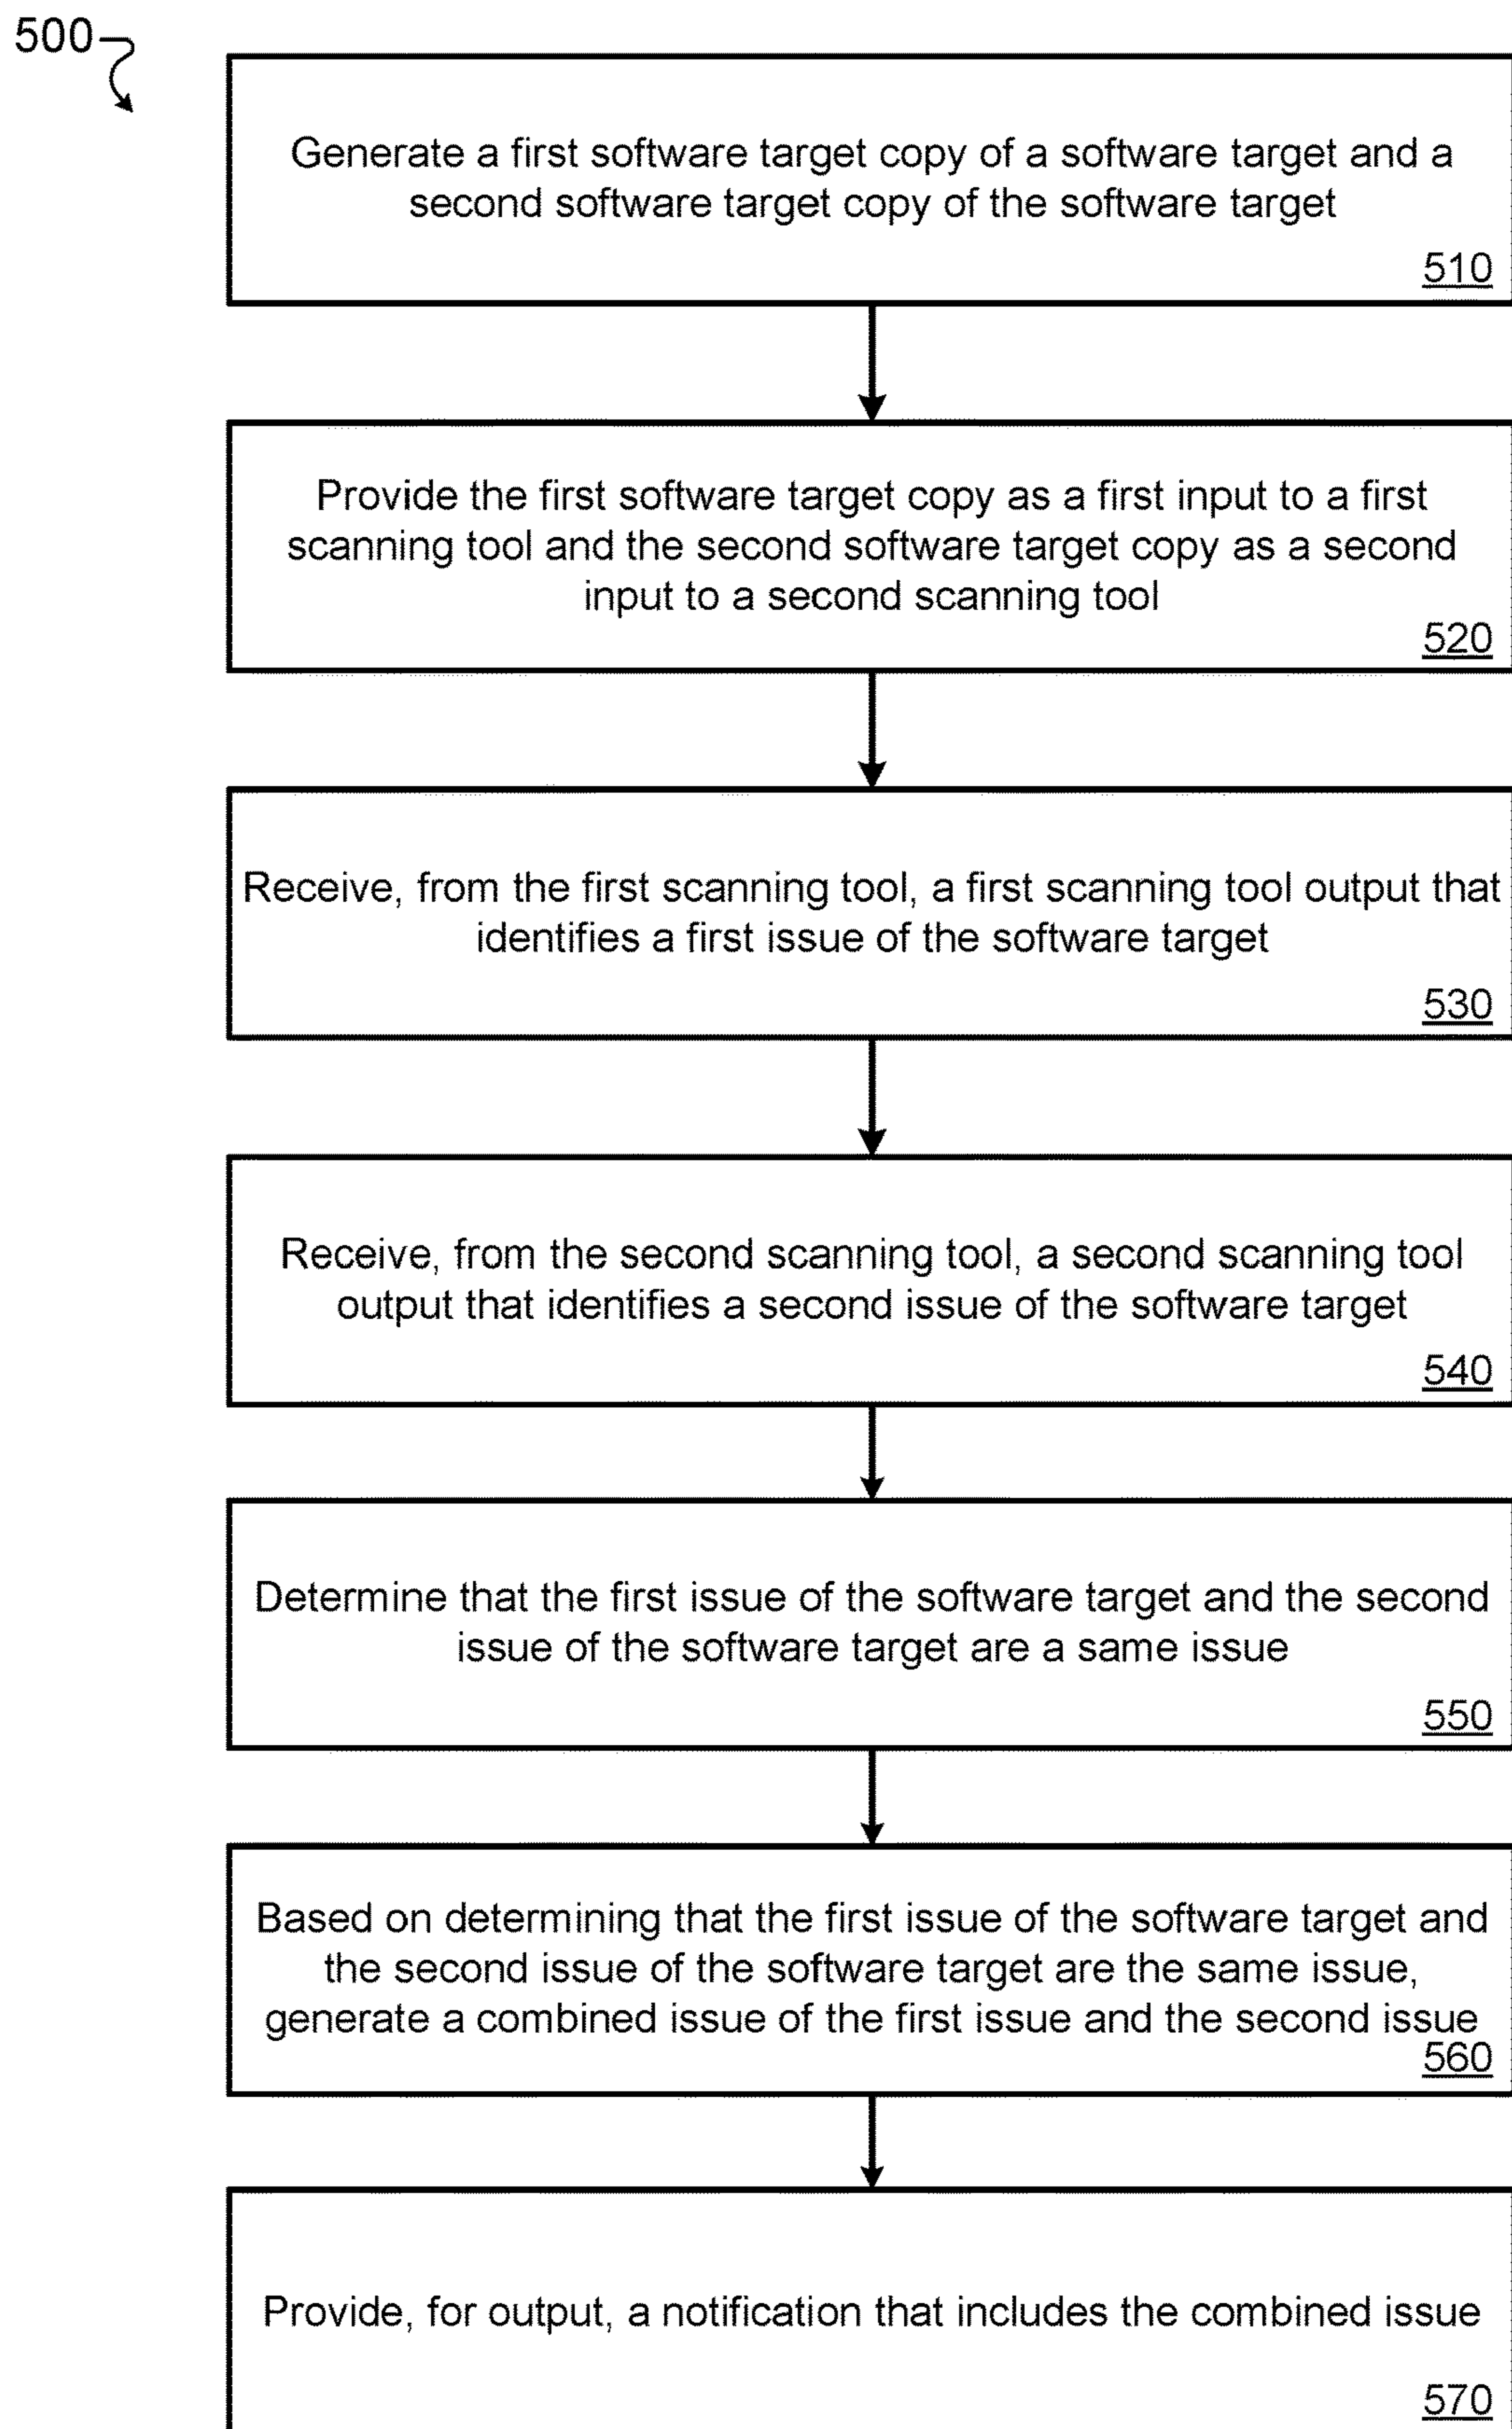 500
Generate a first software target copy of a software target and a
second software target copy of the software target
510
Provide the first software target copy as a first input to a first
scanning tool and the second software target copy as a second
input to a second scanning tool
520
Receive, from the first scanning tool, a first scanning tool output that
identifies a first issue of the software target
530
Receive, from the second scanning tool, a second scanning tool
output that identifies a second issue of the software target
540
Determine that the first issue of the software target and the second
issue of the software target are a same issue
550
Based on determining that the first issue of the software target and
the second issue of the software target are the same issue,
generate a combined issue of the first issue and the second issue
560
Provide, for output, a notification that includes the combined issue
570